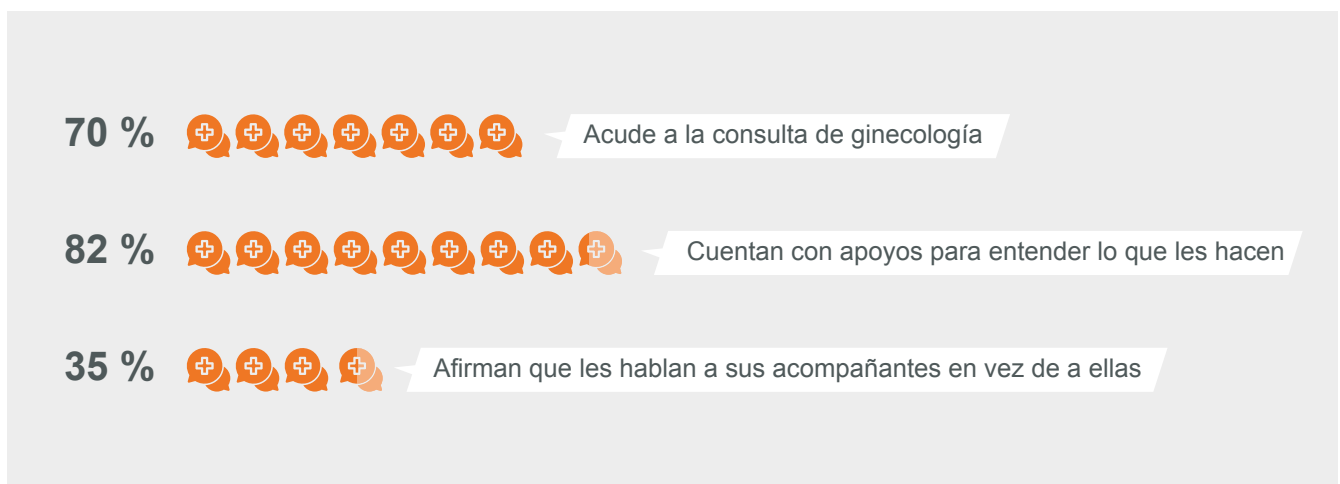 70 % Acude a la consulta de ginecología
82 % Cuentan con apoyos para entender lo que les hacen
35 % Afirman que les hablan a sus acompañantes en vez de a ellas